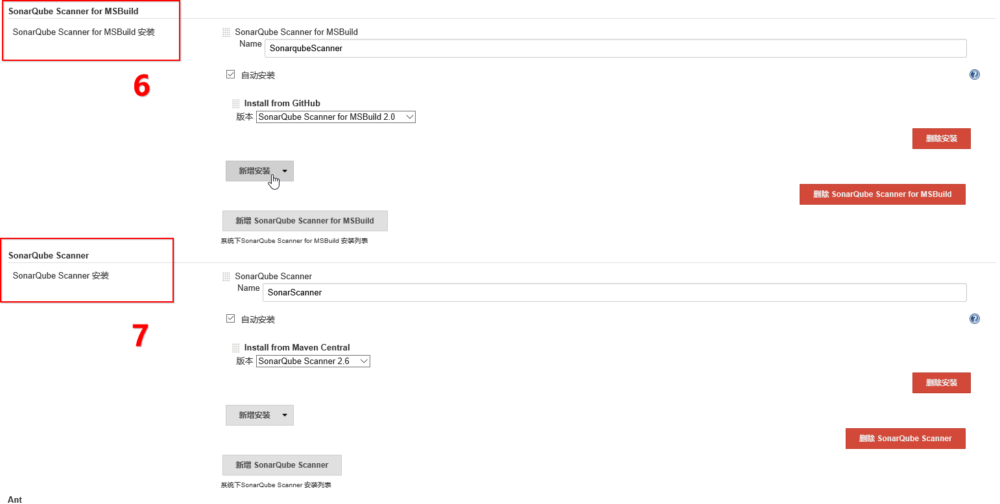 SonarQube Scanner for MSBuild
SonarQube Scanner for MSBuild 安装
SonarQube Scanner for MSBuild
Name SonarqubeScanner
6
自动安装
Install from GitHub
版本 SonarQube Scanner for MSBuild 2.0
删除安装
新增安装
删除 SonarQube Scanner for MSBuild
新增 SonarQube Scanner for MSBuild
系统下SonarQube Scanner for MSBuild 安装列表
SonarQube Scanner
SonarQube Scanner 安装
SonarQube Scanner
Name SonarScanner
7
自动安装
Install from Maven Central
版本 SonarQube Scanner 2.6
删除安装
新增安装
删除 SonarQube Scanner
新增 SonarQube Scanner
系统下SonarQube Scanner 安装列表
Ant